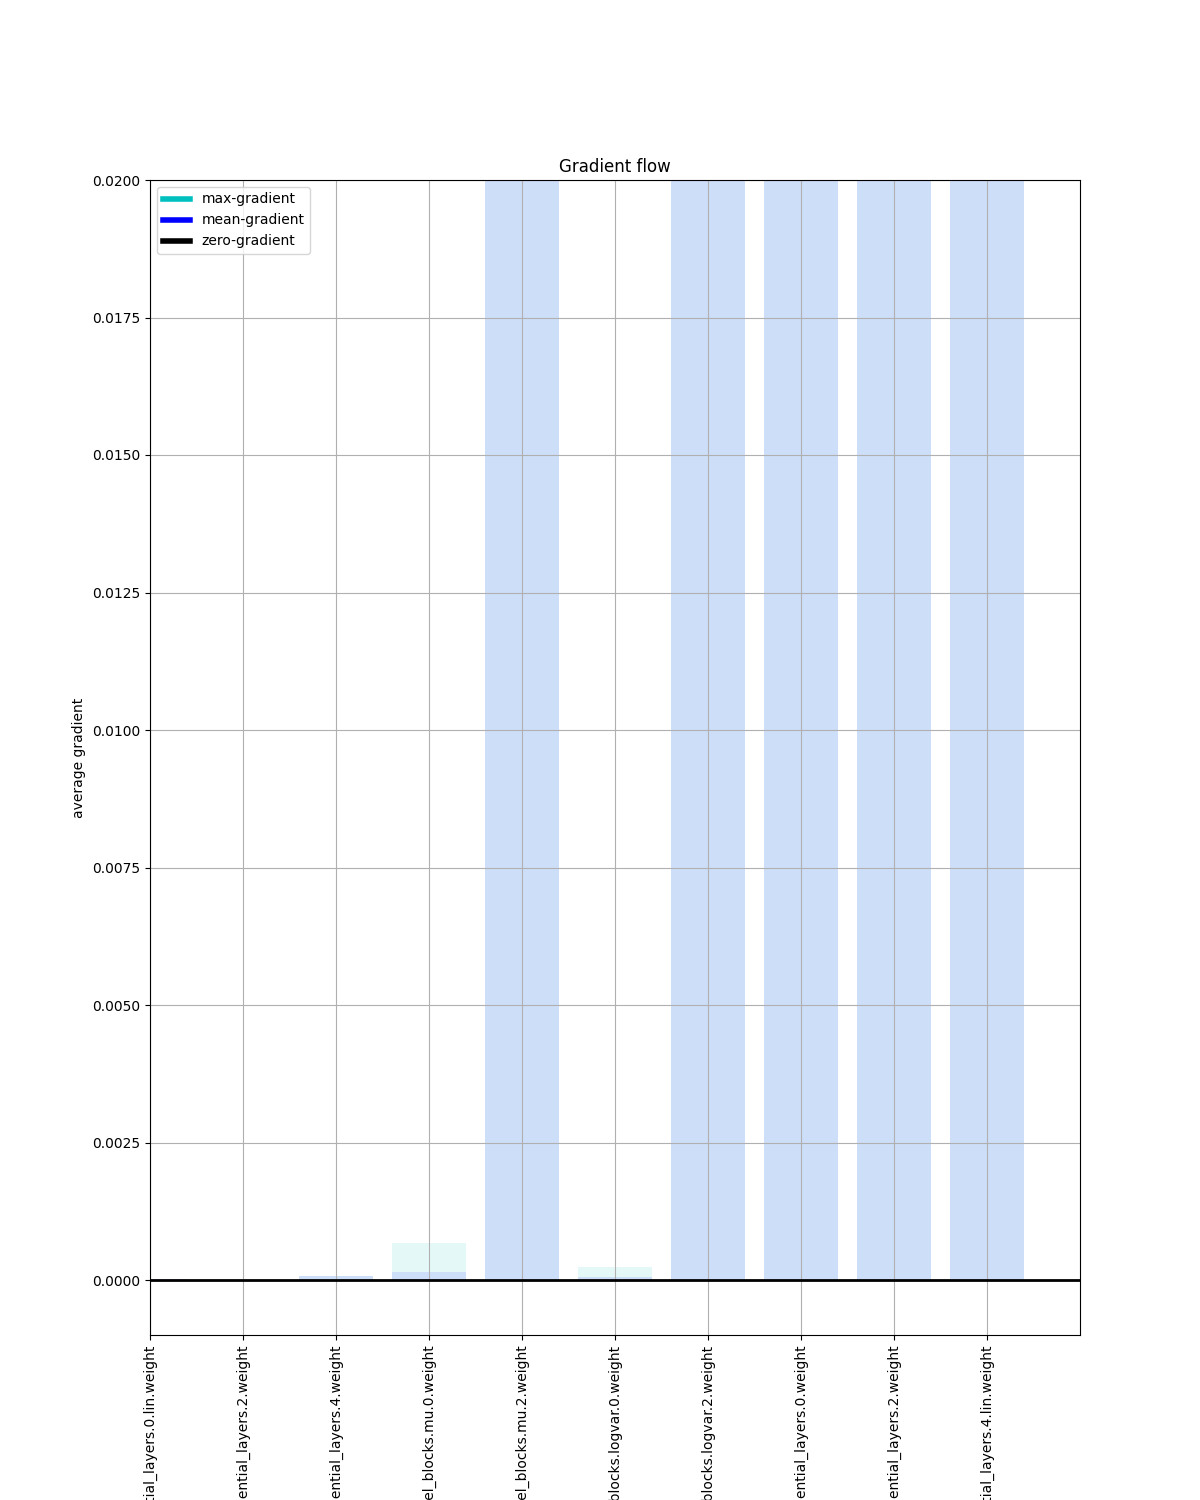 Gradient flow
max-gradient
mean-gradient
zero-gradient
average gradient
0.0200
0.0175
0.0150
0.0125
0.0100
0.0075
0.0050
0.0025
0.0000
tial_layers.0.lin.weight
ential_layers.2.weight
ential_layers.4.weight
el_blocks.mu.0.weight
el_blocks.mu.2.weight
blocks.logvar.0.weight
blocks.logvar.2.weight
ential_layers.0.weight
ential_layers.2.weight
tial_layers.4.lin.weight